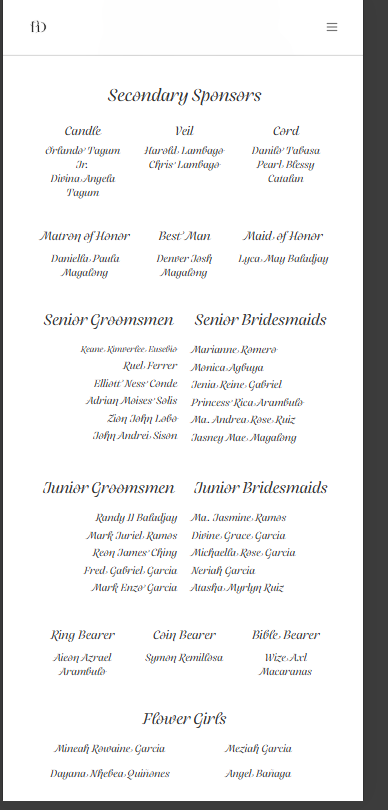 Secondary Sponsors
Candle Veil Cord
Orlando Tagum Harold Lambago Danilo Tabasa
Jr. Chris Lambago Pearl Blessy
Divina Angela Catalan
Tagum
Matron of Honor Best Man Maid of Honor
Daniella Paula Denver Josh Lyca May Baladjay
Magalong Magalong
Senior Groomsmen Senior Bridesmaids
Keane Kimverlee Eusebio Marianne Romero
Ruel Ferrer Monica Agbuya
Elliott Ness Conde Jenia Reine Gabriel
Adrian Moises Solis Princess Rica Arambulo
Zion John Lobo Ma. Andrea Rose Ruiz
John Andrei Sison Jasney Mae Magalong
Junior Groomsmen Junior Bridesmaids
Randy II Baladjay Ma. Jasmine Ramos
Mark Juriel Ramos Divine Grace Garcia
Reon James Ching Michaella Rose Garcia
Fred Gabriel Garcia Neriah Garcia
Mark Enzo Garcia Atasha Myrlyn Ruiz
Ring Bearer Coin Bearer Bible Bearer
Aicon Azrael Symon Remillosa Wize Axl
Arambulo Macaranas
Flower Girls
Mineah Rowaine Garcia Meziah Garcia
Dayana Nhebea Quinones Angel Banaga